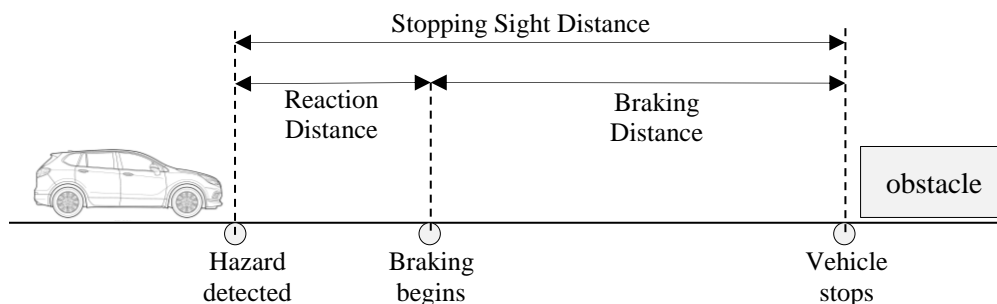 Stopping Sight Distance
Reaction
Distance
Braking
Distance
obstacle
Hazard
detected
Braking
begins
Vehicle
stops